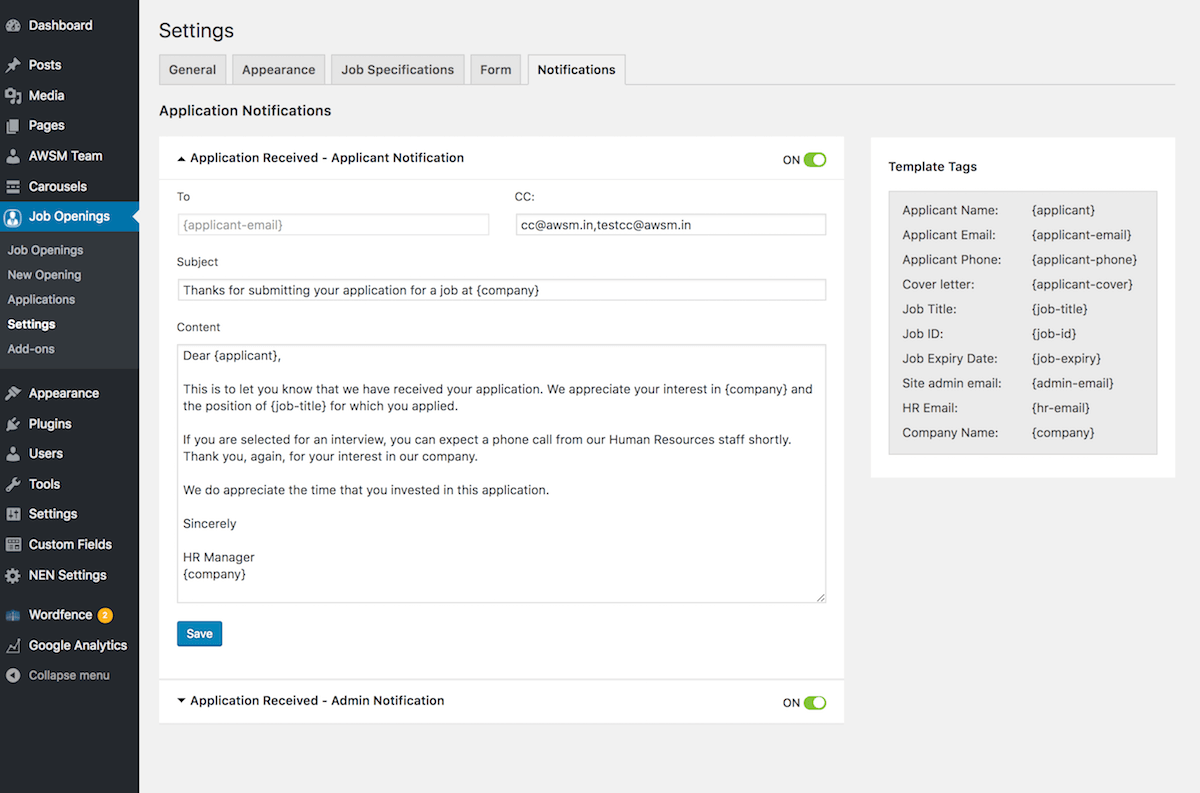 Dashboard
Posts
Media
Pages
AWSM Team
Carousels
Job Openings
Job Openings
New Opening
Applications
Settings
Add-ons
Appearance
Plugins
Users
Tools
Settings
Custom Fields
NEN Settings
Wordfence 2
Google Analytics
Collapse menu
Settings
General Appearance Job Specifications Form Notifications
Application Notifications
Application Received - Applicant Notification ON
To CC:
{applicant-email} cc@awsm.in,testcc@awsm.in
Subject
Thanks for submitting your application for a job at {company}
Content
Dear {applicant},
This is to let you know that we have received your application. We appreciate your interest in {company} and
the position of {job-title} for which you applied.
If you are selected for an interview, you can expect a phone call from our Human Resources staff shortly.
Thank you, again, for your interest in our company.
We do appreciate the time that you invested in this application.
Sincerely
HR Manager
{company}
Save
Application Received - Admin Notification ON
Template Tags
Applicant Name: {applicant}
Applicant Email: {applicant-email}
Applicant Phone: {applicant-phone}
Cover letter: {applicant-cover}
Job Title: {job-title}
Job ID: {job-id}
Job Expiry Date: {job-expiry}
Site admin email: {admin-email}
HR Email: {hr-email}
Company Name: {company}